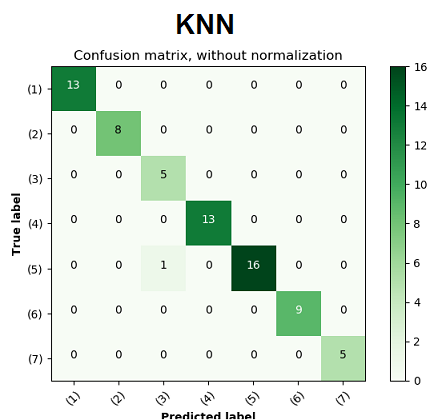 KNN
Confusion matrix, without normalization
(1) 13 0 0 0 0 0 0
(2) 0 8 0 0 0 0 0
(3) 0 0 5 0 0 0 0
(4) 0 0 0 13 0 0 0
(5) 0 0 1 0 16 0 0
(6) 0 0 0 0 0 9 0
(7) 0 0 0 0 0 0 5
(1) (2) (3) (4) (5) (6) (7)
True label
Predicted label
16
14
12
10
8
6
4
2
0